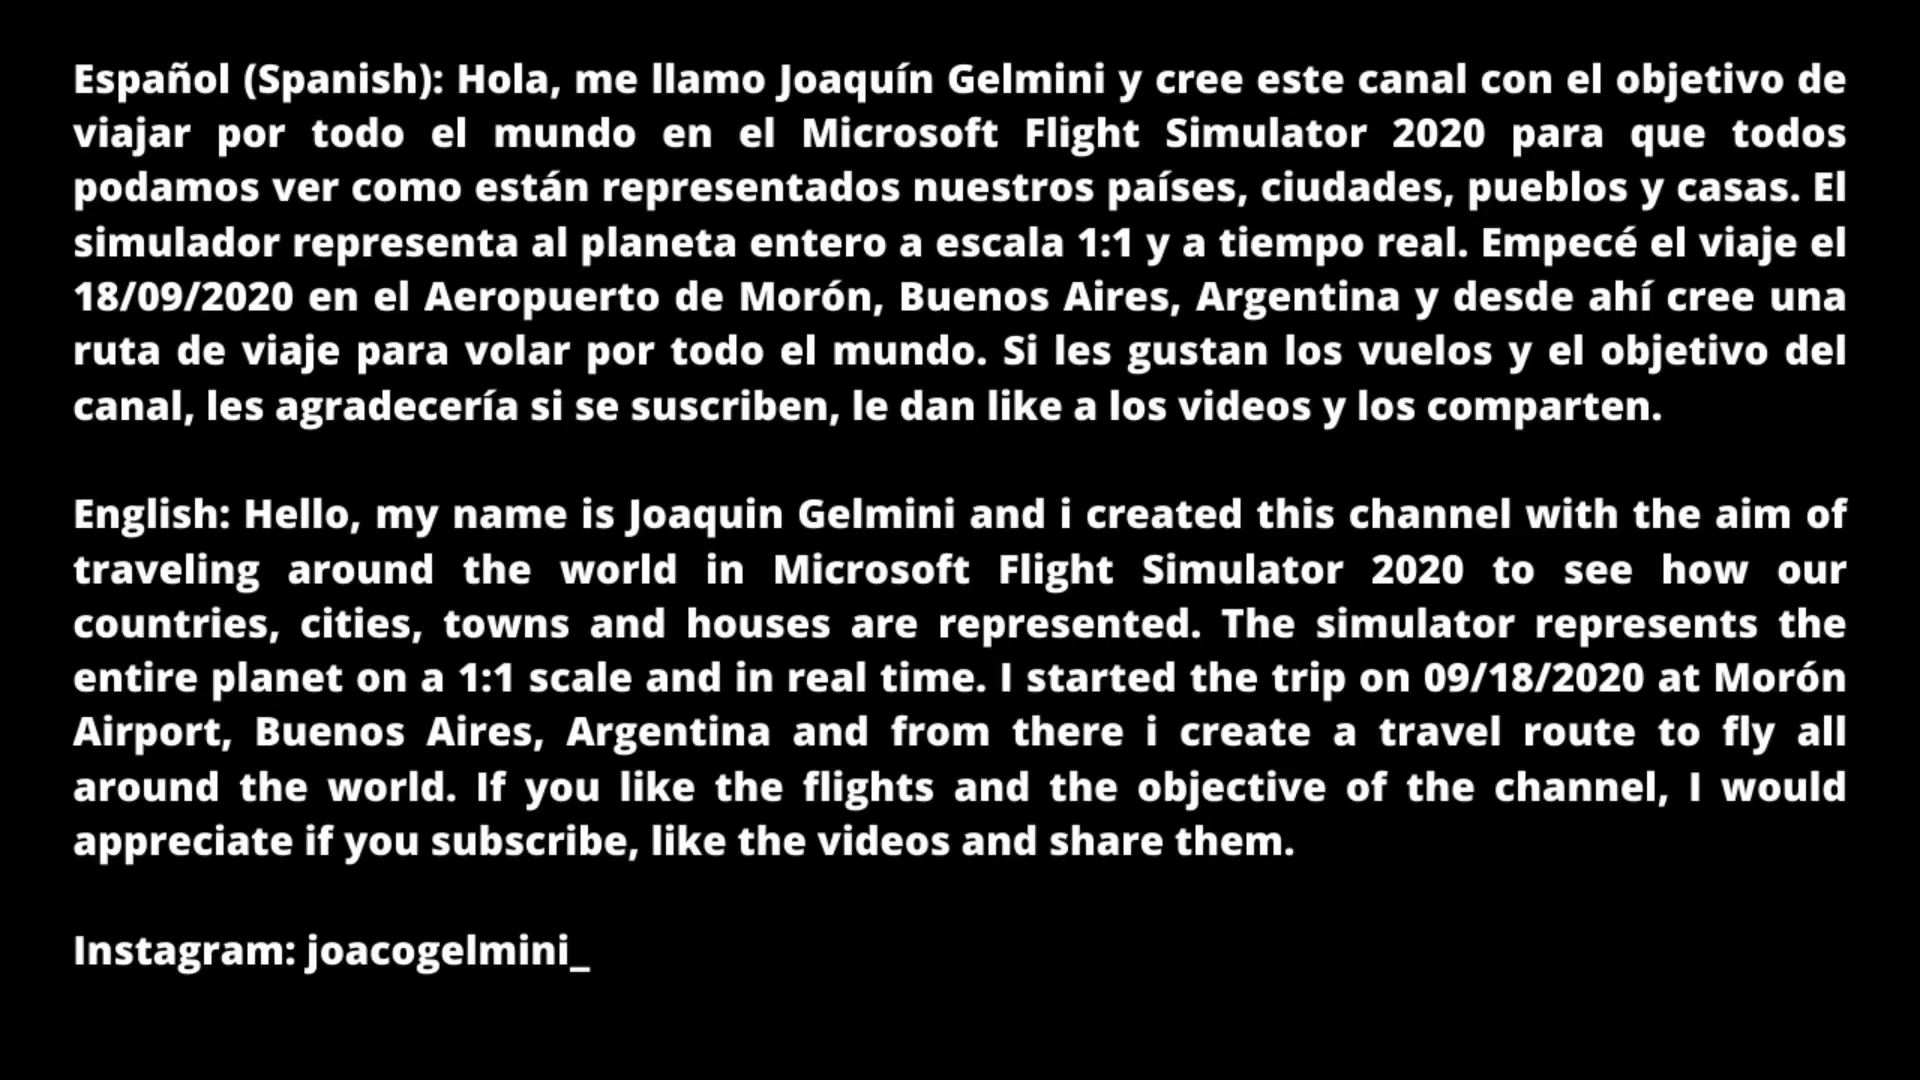 Español (Spanish): Hola, me llamo Joaquín Gelmini y cree este canal con el objetivo de
viajar por todo el mundo en el Microsoft Flight Simulator 2020 para que todos
podamos ver como están representados nuestros países, ciudades, pueblos y casas. El
simulador representa al planeta entero a escala 1:1 y a tiempo real. Empecé el viaje el
18/09/2020 en el Aeropuerto de Morón, Buenos Aires, Argentina y desde ahí cree una
ruta de viaje para volar por todo el mundo. Si les gustan los vuelos y el objetivo del
canal, les agradecería si se suscriben, le dan like a los videos y los comparten.
English: Hello, my name is Joaquin Gelmini and i created this channel with the aim of
traveling around the world in Microsoft Flight Simulator 2020 to see how our
countries, cities, towns and houses are represented. The simulator represents the
entire planet on a 1:1 scale and in real time. I started the trip on 09/18/2020 at Morón
Airport, Buenos Aires, Argentina and from there i create a travel route to fly all
around the world. If you like the flights and the objective of the channel, I would
appreciate if you subscribe, like the videos and share them.
Instagram: joacogelmini_